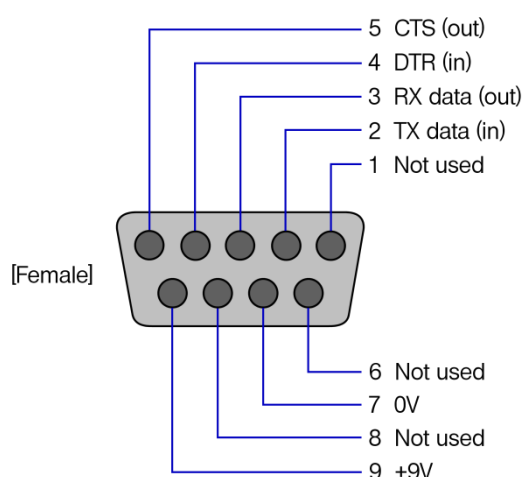 5 CTS (out)
4 DTR (in)
3 RX data (out)
2 TX data (in)
1 Not used
[Female]
6 Not used
7 0V
8 Not used
9 +9V